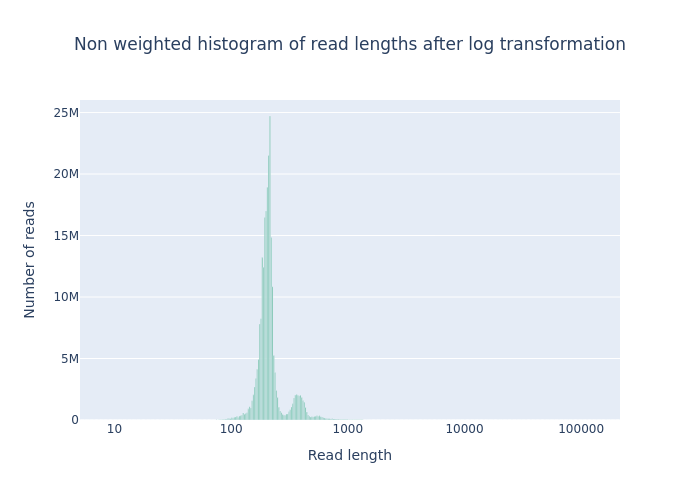 Non weighted histogram of read lengths after log transformation
25M
20M
15M
10M
5M
0
Number of reads
10 100 1000 10000 100000
Read length